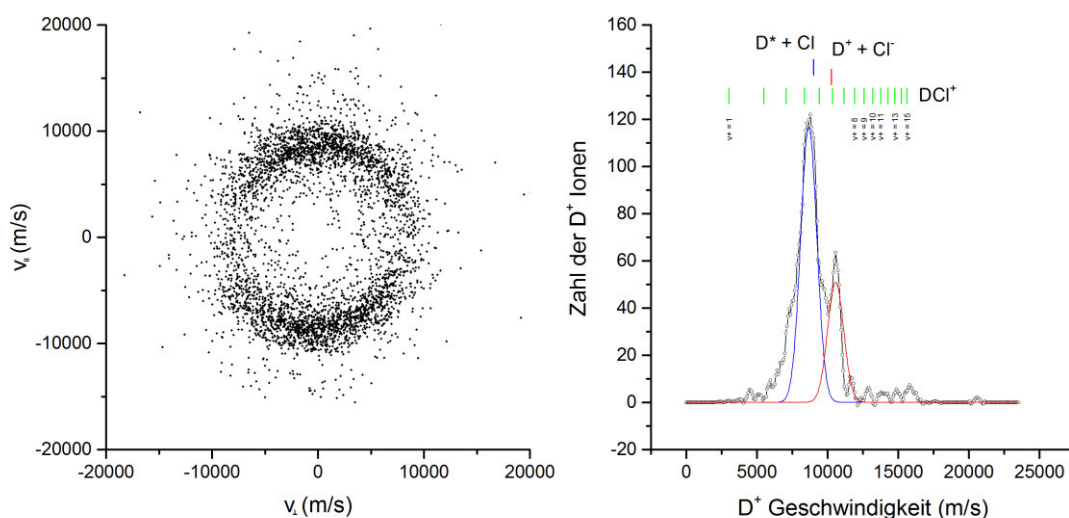 20000
10000
0
-10000
-20000
v∥ (m/s)
-20000 -10000 0 10000 20000
v⊥ (m/s)
160
140
120
100
80
60
40
20
0
-20
Zahl der D⁺ Ionen
D* + Cl
D⁺ + Cl⁻
DCl⁺
v+ = 1
v+ = 8
v+ = 9
v+ = 10
v+ = 11
v+ = 13
v+ = 15
0 5000 10000 15000 20000 25000
D⁺ Geschwindigkeit (m/s)